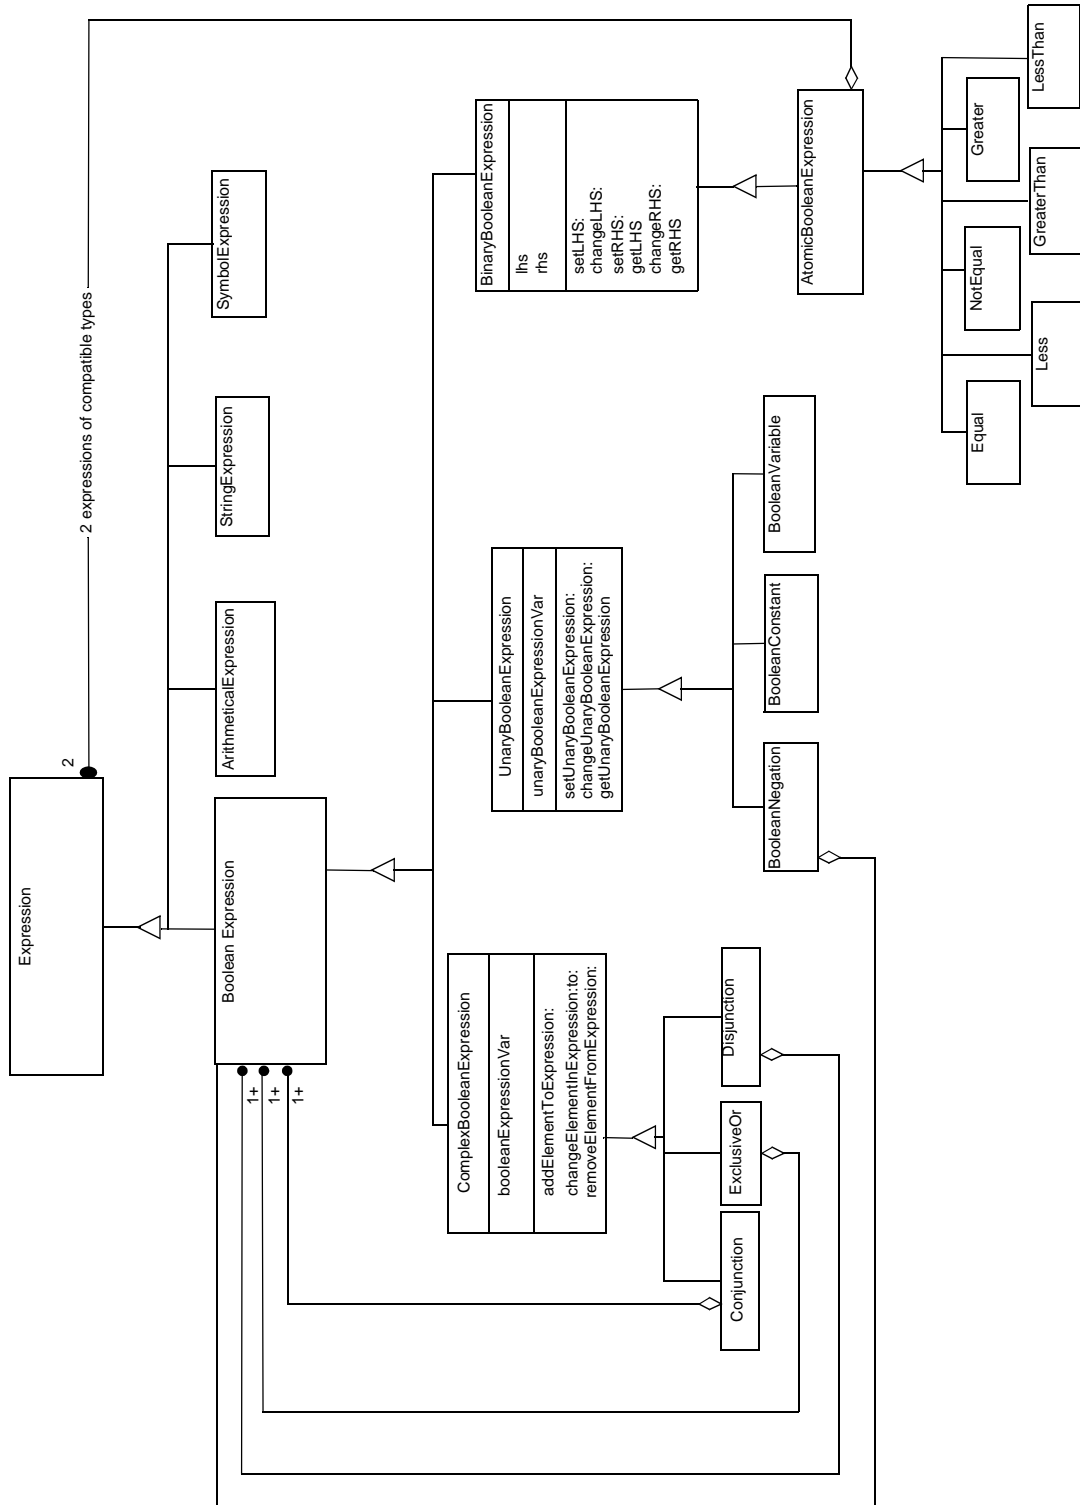 Expression
2
2 expressions of compatible types
Boolean Expression
ArithmeticalExpression
StringExpression
SymbolExpression
1+
1+
1+
ComplexBooleanExpression
booleanExpressionVar
addElementToExpression:
changeElementInExpression:to:
removeElementFromExpression:
UnaryBooleanExpression
unaryBooleanExpressionVar
setUnaryBooleanExpression:
changeUnaryBooleanExpression:
getUnaryBooleanExpression
BinaryBooleanExpression
lhs
rhs
setLHS:
changeLHS:
setRHS:
getLHS
changeRHS:
getRHS
Conjunction
ExclusiveOr
Disjunction
BooleanNegation
BooleanConstant
BooleanVariable
AtomicBooleanExpression
Equal
NotEqual
Greater
Less
GreaterThan
LessThan